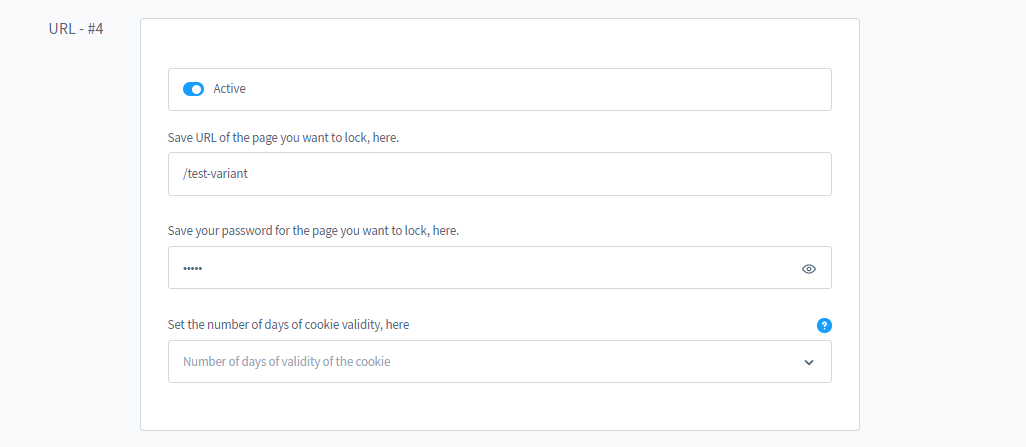 URL - #4
Active
Save URL of the page you want to lock, here.
/test-variant
Save your password for the page you want to lock, here.
•••••
Set the number of days of cookie validity, here
?
Number of days of validity of the cookie